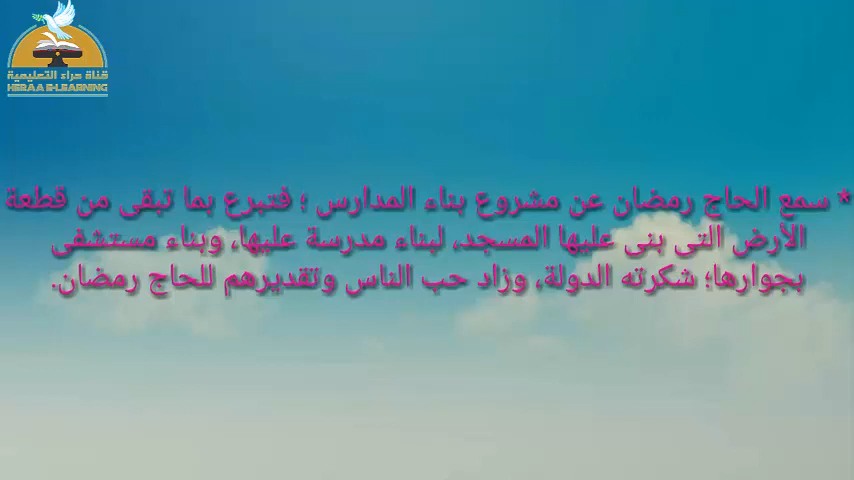 قناة حراء التعليمية
HERAA E-LEARNING
* سمع الحاج رمضان عن مشروع بناء المدارس ؛ فتبرع بما تبقى من قطعة
الأرض التى بنى عليها المسجد، لبناء مدرسة عليها، وبناء مستشفى
بجوارها؛ شكرته الدولة، وزاد حب الناس وتقديرهم للحاج رمضان.